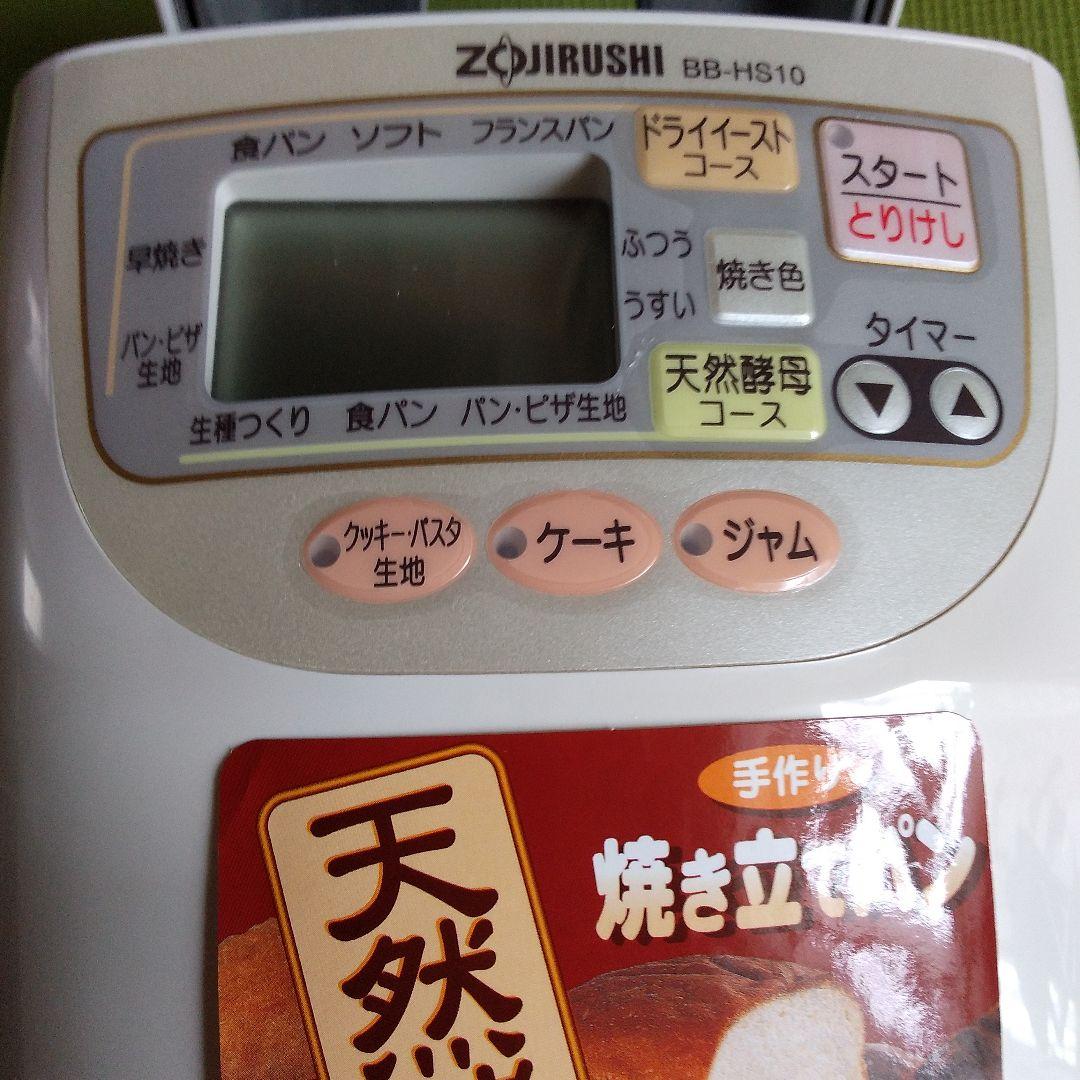 ZOJIRUSHI BB-HS10
食パン ソフト フランスパン
ドライイースト
コース
スタート
とりけし
早焼き
ふつう
うすい
焼き色
パン・ピザ
生地
天然酵母
コース
タイマー
▼ ▲
生種つくり 食パン パン・ピザ生地
クッキー・パスタ
生地
ケーキ
ジャム
手作り
焼き立てパン
天然